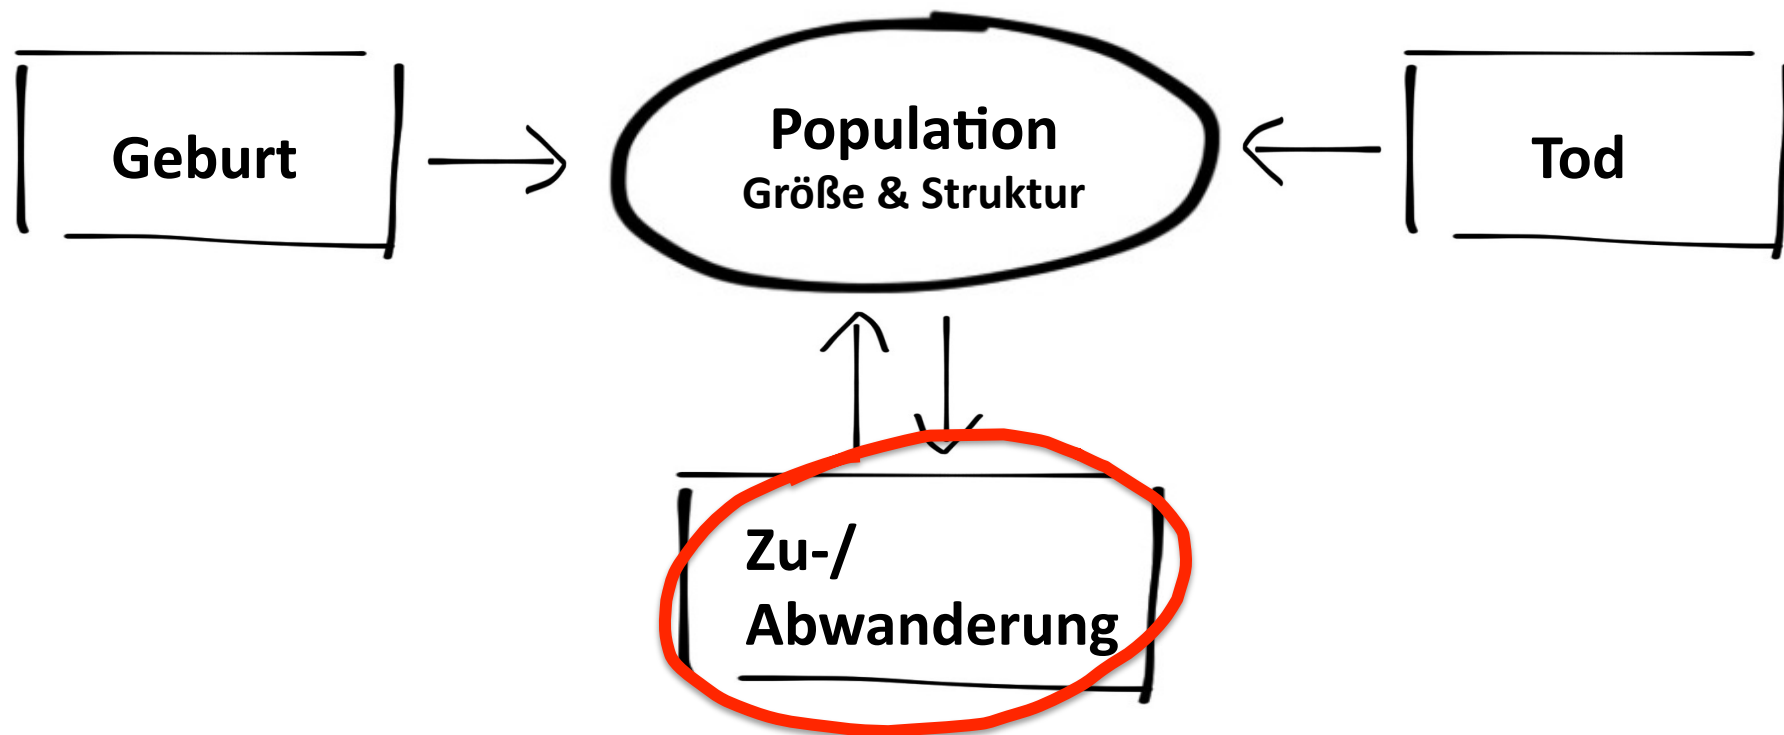 Geburt
Population
Größe & Struktur
Tod
Zu-/
Abwanderung